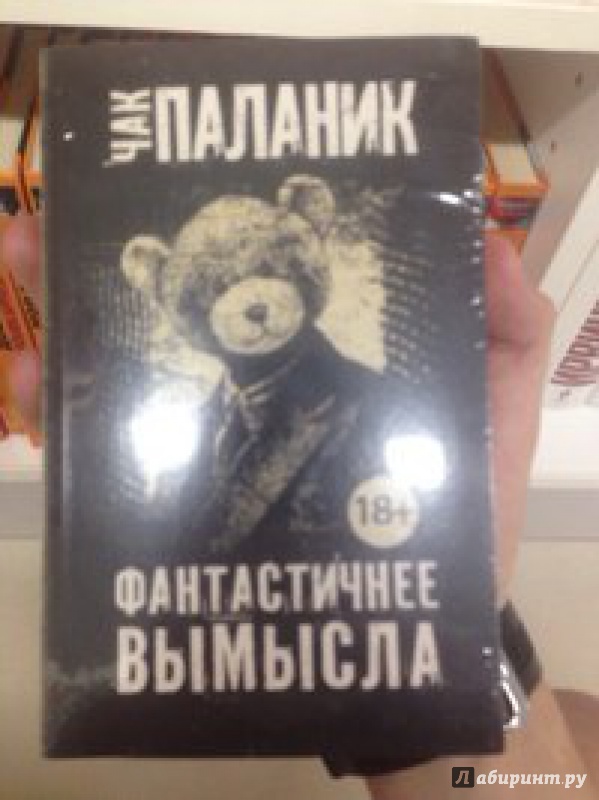 ЧАК ПАЛАНИК
18+
ФАНТАСТИЧНЕЕ
ВЫМЫСЛА
Лабиринт.ру